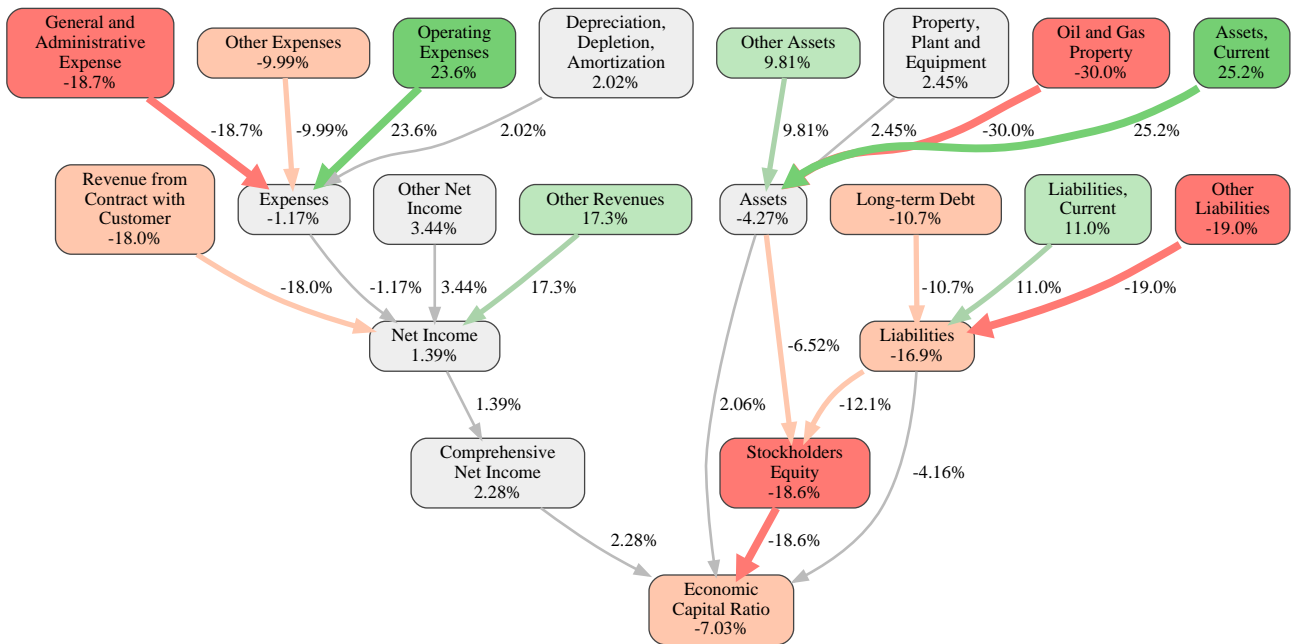 General and
Administrative
Expense
-18.7%
Other Expenses
-9.99%
Operating
Expenses
23.6%
Depreciation,
Depletion,
Amortization
2.02%
Other Assets
9.81%
Property,
Plant and
Equipment
2.45%
Oil and Gas
Property
-30.0%
Assets,
Current
25.2%
-18.7%
-9.99%
23.6%
2.02%
9.81%
2.45%
-30.0%
25.2%
Revenue from
Contract with
Customer
-18.0%
Expenses
-1.17%
Other Net
Income
3.44%
Other Revenues
17.3%
Assets
-4.27%
Long-term Debt
-10.7%
Liabilities,
Current
11.0%
Other
Liabilities
-19.0%
-18.0%
-1.17%
3.44%
17.3%
-10.7%
11.0%
-19.0%
Net Income
1.39%
-6.52%
Liabilities
-16.9%
1.39%
2.06%
-12.1%
Comprehensive
Net Income
2.28%
Stockholders
Equity
-18.6%
-4.16%
2.28%
-18.6%
Economic
Capital Ratio
-7.03%